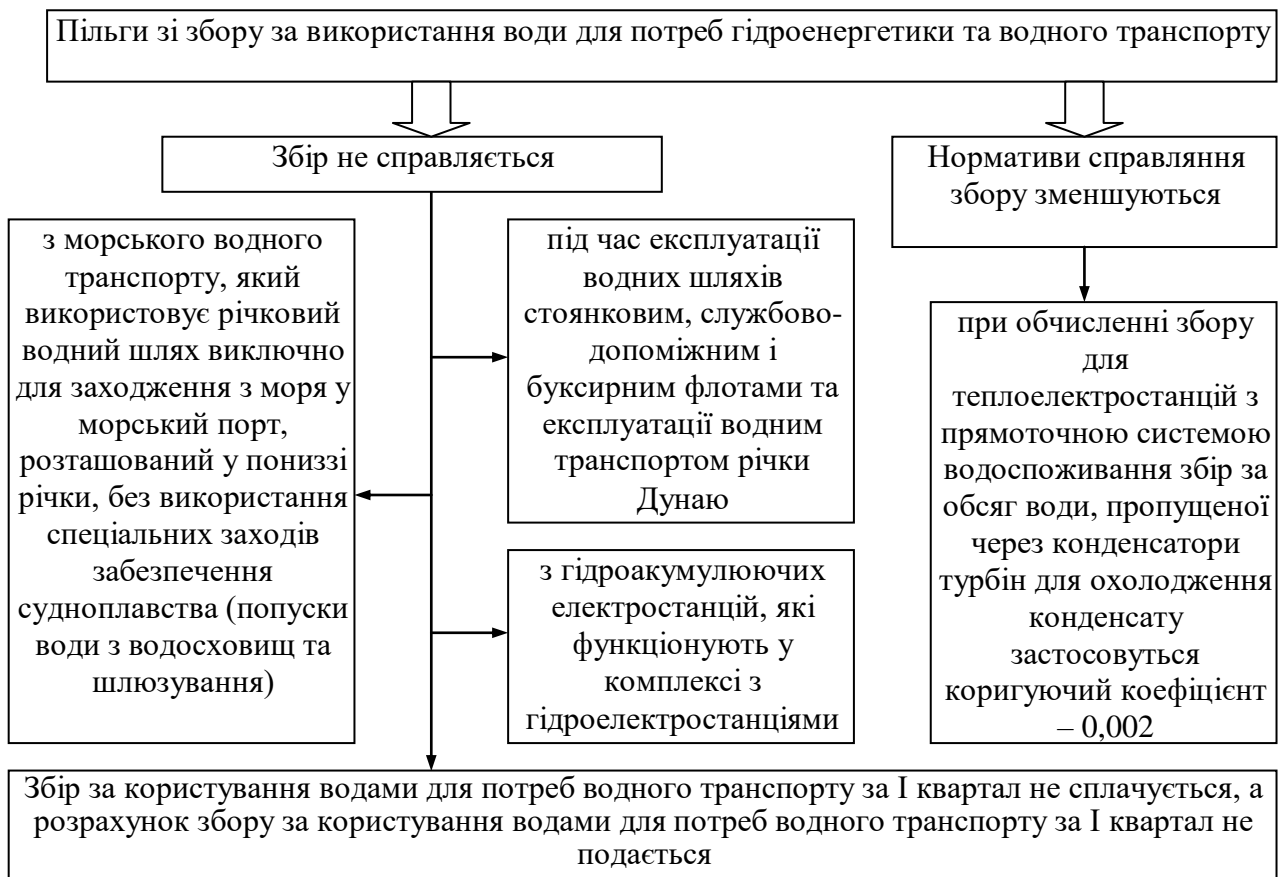 Пільги зі збору за використання води для потреб гідроенергетики та водного транспорту
Збір не справляється
Нормативи справляння
збору зменшуються
з морського водного
транспорту, який
використовує річковий
водний шлях виключно
для заходження з моря у
морський порт,
розташований у пониззі
річки, без використання
спеціальних заходів
забезпечення
судноплавства (попуски
води з водосховищ та
шлюзування)
під час експлуатації
водних шляхів
стоянковим, службово-
допоміжним і
буксирним флотами та
експлуатації водним
транспортом річки
Дунаю
з гідроакумулюючих
електростанцій, які
функціонують у
комплексі з
гідроелектростанціями
при обчисленні збору
для
теплоелектростанцій з
прямоточною системою
водоспоживання збір за
обсяг води, пропущеної
через конденсатори
турбін для охолодження
конденсату
застосовуться
коригуючий коефіцієнт
– 0,002
Збір за користування водами для потреб водного транспорту за І квартал не сплачується, а
розрахунок збору за користування водами для потреб водного транспорту за І квартал не
подається